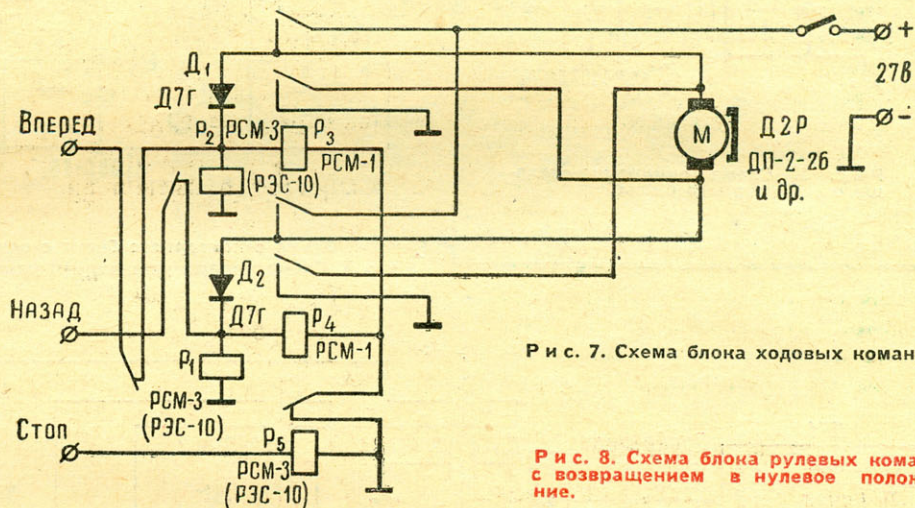 +
27в
-
Д₁
Д7г
Вперед
Р₂ РСМ-3
Р₃
РСМ-1
(РЭС-10)
М
Д2Р
ДП-2-26
и др.
Д₂
Д7г
Назад
Р₄
РСМ-1
Р₁
РСМ-3
(РЭС-10)
Стоп
Р₅
РСМ-3
(РЭС-10)
Рис. 7. Схема блока ходовых коман
Рис. 8. Схема блока рулевых кома
с возвращением в нулевое полож
ние.